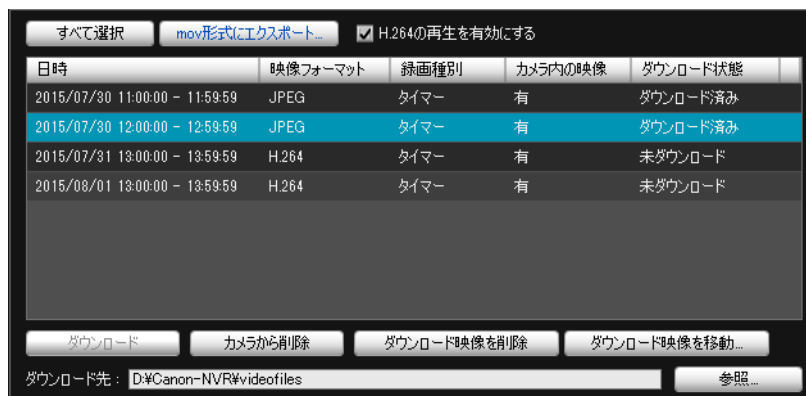 すべて選択 mov形式にエクスポート... H.264の再生を有効にする
日時 映像フォーマット 録画種別 カメラ内の映像 ダウンロード状態
2015/07/30 11:00:00 - 11:59:59 JPEG タイマー 有 ダウンロード済み
2015/07/30 12:00:00 - 12:59:59 JPEG タイマー 有 ダウンロード済み
2015/07/31 13:00:00 - 13:59:59 H.264 タイマー 有 未ダウンロード
2015/08/01 13:00:00 - 13:59:59 H.264 タイマー 有 未ダウンロード
ダウンロード カメラから削除 ダウンロード映像を削除 ダウンロード映像を移動...
ダウンロード先： D:¥Canon-NVR¥videofiles 参照...